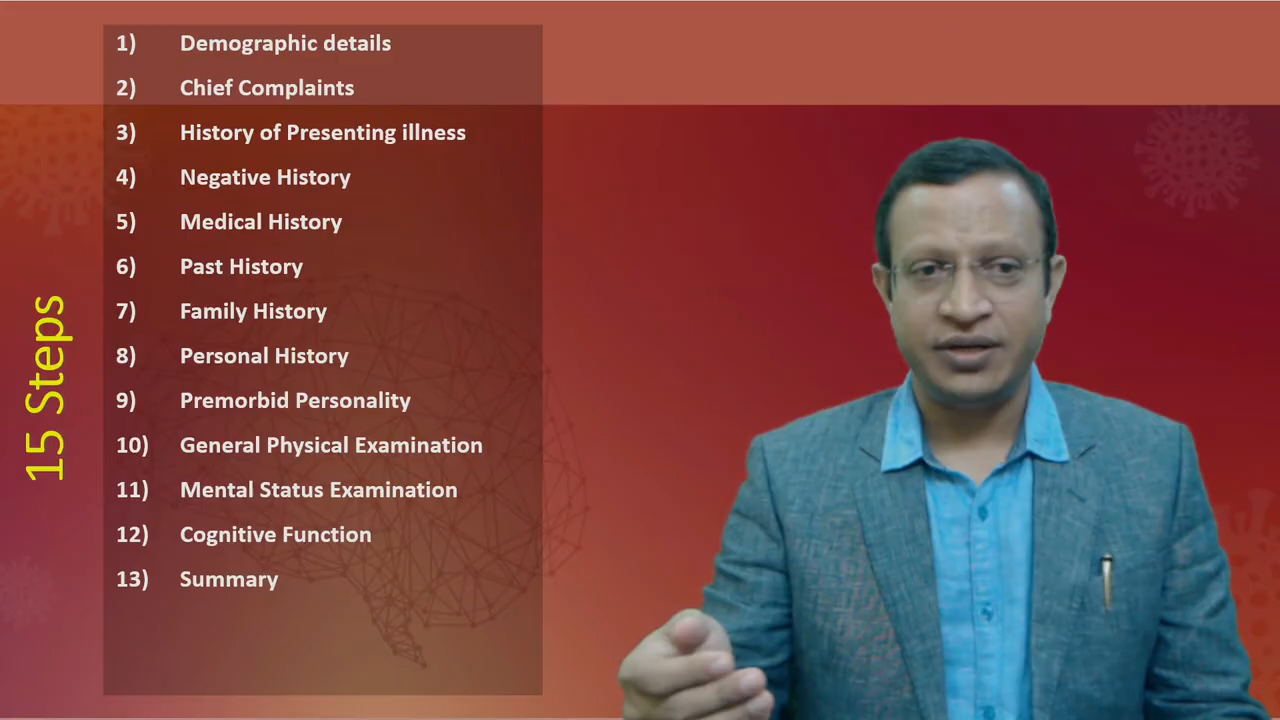 15 Steps
1) Demographic details
2) Chief Complaints
3) History of Presenting illness
4) Negative History
5) Medical History
6) Past History
7) Family History
8) Personal History
9) Premorbid Personality
10) General Physical Examination
11) Mental Status Examination
12) Cognitive Function
13) Summary